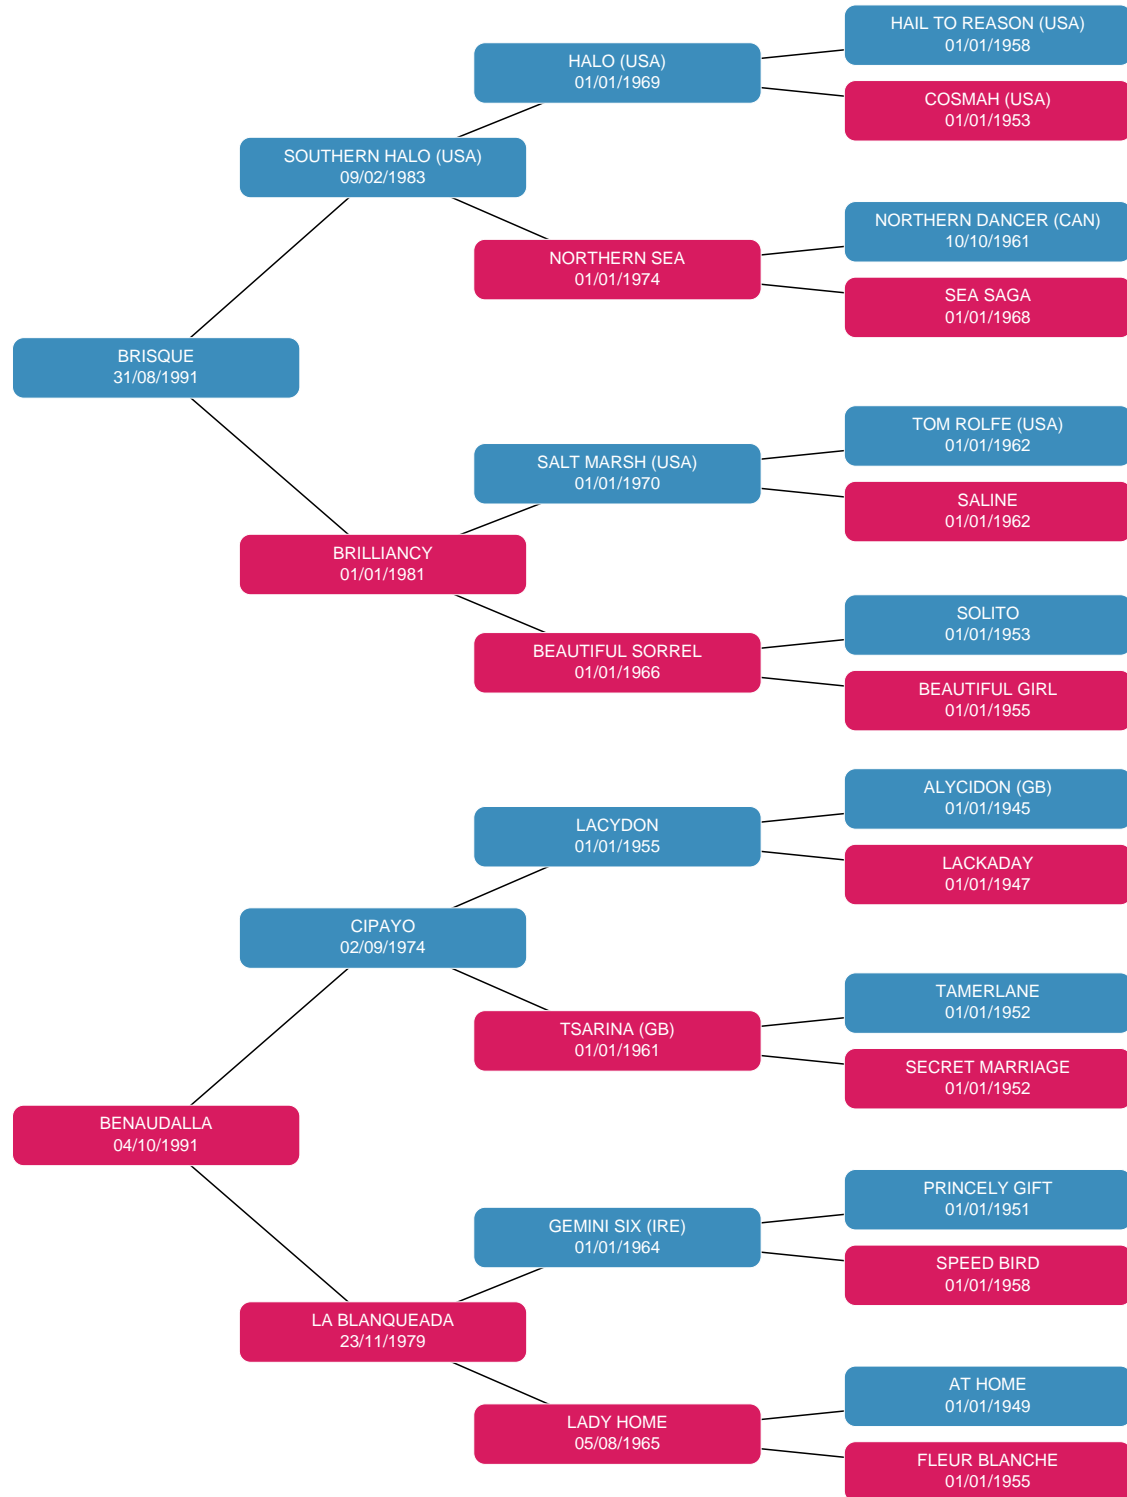 HAIL TO REASON (USA)
01/01/1958
HALO (USA)
01/01/1969
COSMAH (USA)
01/01/1953
SOUTHERN HALO (USA)
09/02/1983
NORTHERN DANCER (CAN)
10/10/1961
NORTHERN SEA
01/01/1974
SEA SAGA
01/01/1968
BRISQUE
31/08/1991
TOM ROLFE (USA)
01/01/1962
SALT MARSH (USA)
01/01/1970
SALINE
01/01/1962
BRILLIANCY
01/01/1981
SOLITO
01/01/1953
BEAUTIFUL SORREL
01/01/1966
BEAUTIFUL GIRL
01/01/1955
ALYCIDON (GB)
01/01/1945
LACYDON
01/01/1955
LACKADAY
01/01/1947
CIPAYO
02/09/1974
TAMERLANE
01/01/1952
TSARINA (GB)
01/01/1961
SECRET MARRIAGE
01/01/1952
BENAUDALLA
04/10/1991
PRINCELY GIFT
01/01/1951
GEMINI SIX (IRE)
01/01/1964
SPEED BIRD
01/01/1958
LA BLANQUEADA
23/11/1979
AT HOME
01/01/1949
LADY HOME
05/08/1965
FLEUR BLANCHE
01/01/1955